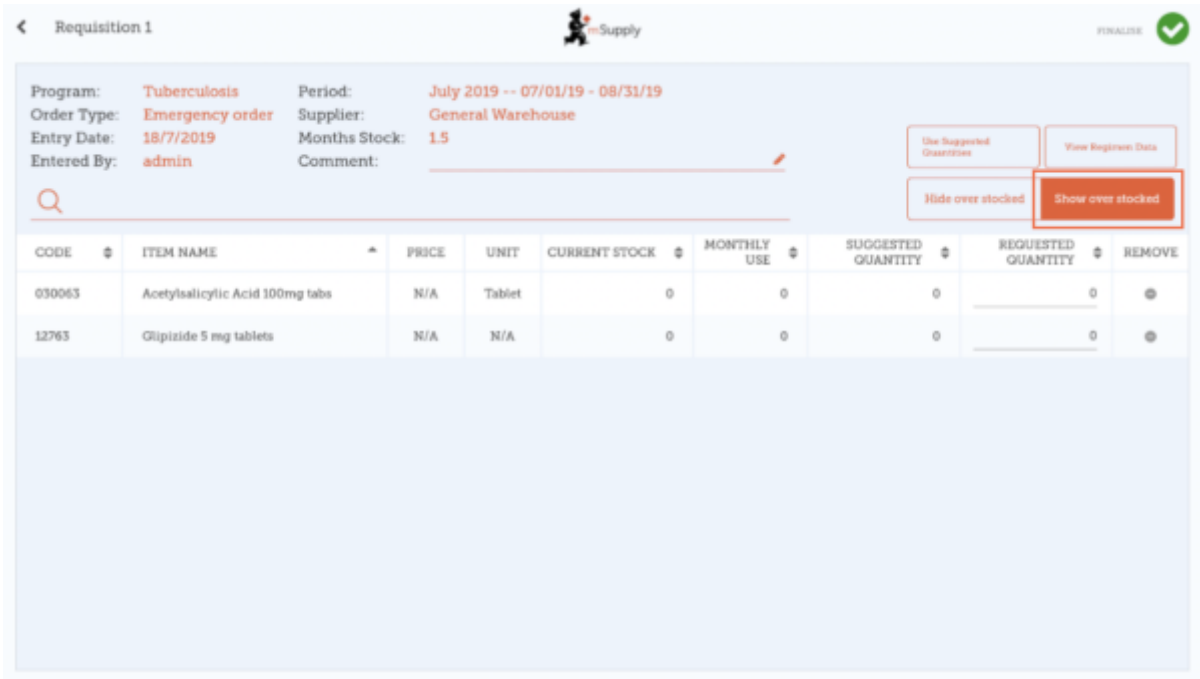 Requisition 1
mSupply
FINALISE
Program: Tuberculosis Period: July 2019 -- 07/01/19 - 08/31/19
Order Type: Emergency order Supplier: General Warehouse
Entry Date: 18/7/2019 Months Stock: 1.5
Entered By: admin Comment:
Use Suggested
Quantities
View Regimen Data
Hide over stocked Show over stocked
CODE ITEM NAME PRICE UNIT CURRENT STOCK MONTHLY USE SUGGESTED QUANTITY REQUESTED QUANTITY REMOVE
030063 Acetylsalicylic Acid 100mg tabs N/A Tablet 0 0 0 0
12763 Glipizide 5 mg tablets N/A N/A 0 0 0 0